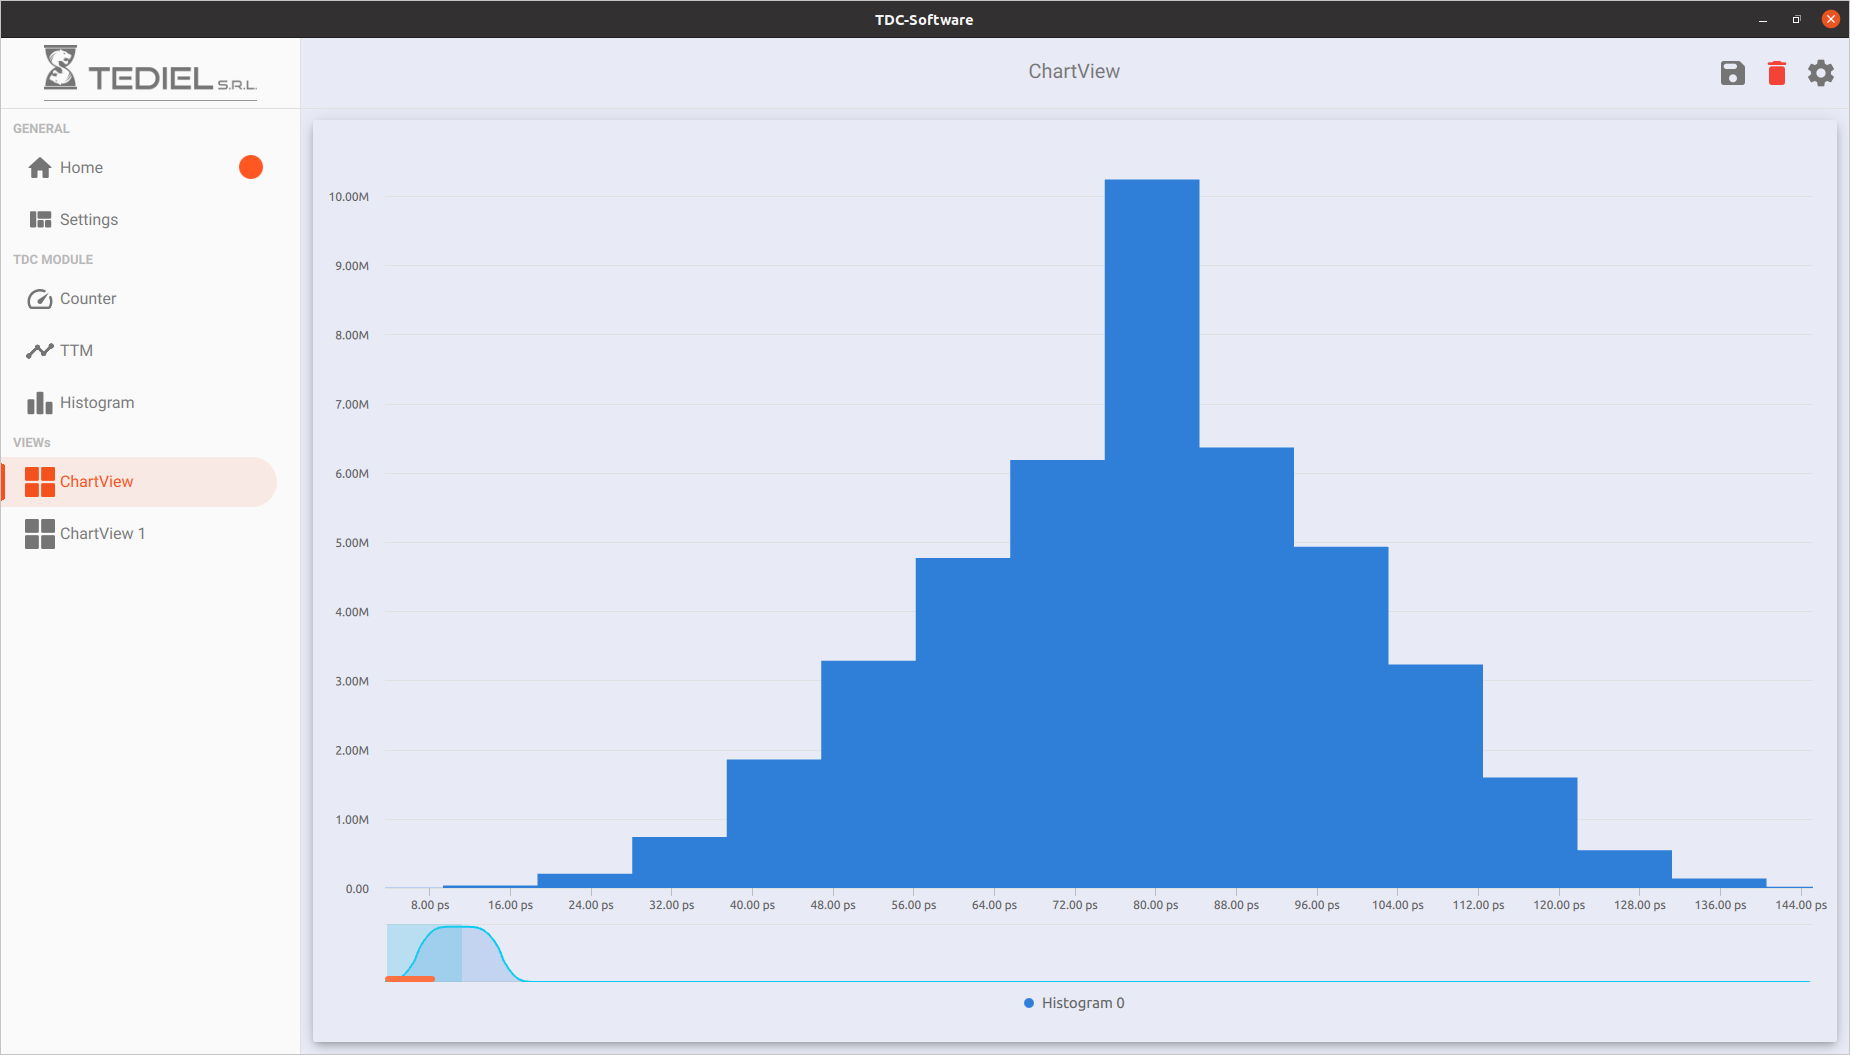 TDC-Software
TEDIEL S.R.L.
ChartView
GENERAL
Home
Settings
TDC MODULE
Counter
TTM
Histogram
VIEWs
ChartView
ChartView 1
10.00M
9.00M
8.00M
7.00M
6.00M
5.00M
4.00M
3.00M
2.00M
1.00M
0.00
8.00 ps 16.00 ps 24.00 ps 32.00 ps 40.00 ps 48.00 ps 56.00 ps 64.00 ps 72.00 ps 80.00 ps 88.00 ps 96.00 ps 104.00 ps 112.00 ps 120.00 ps 128.00 ps 136.00 ps 144.00 ps
Histogram 0